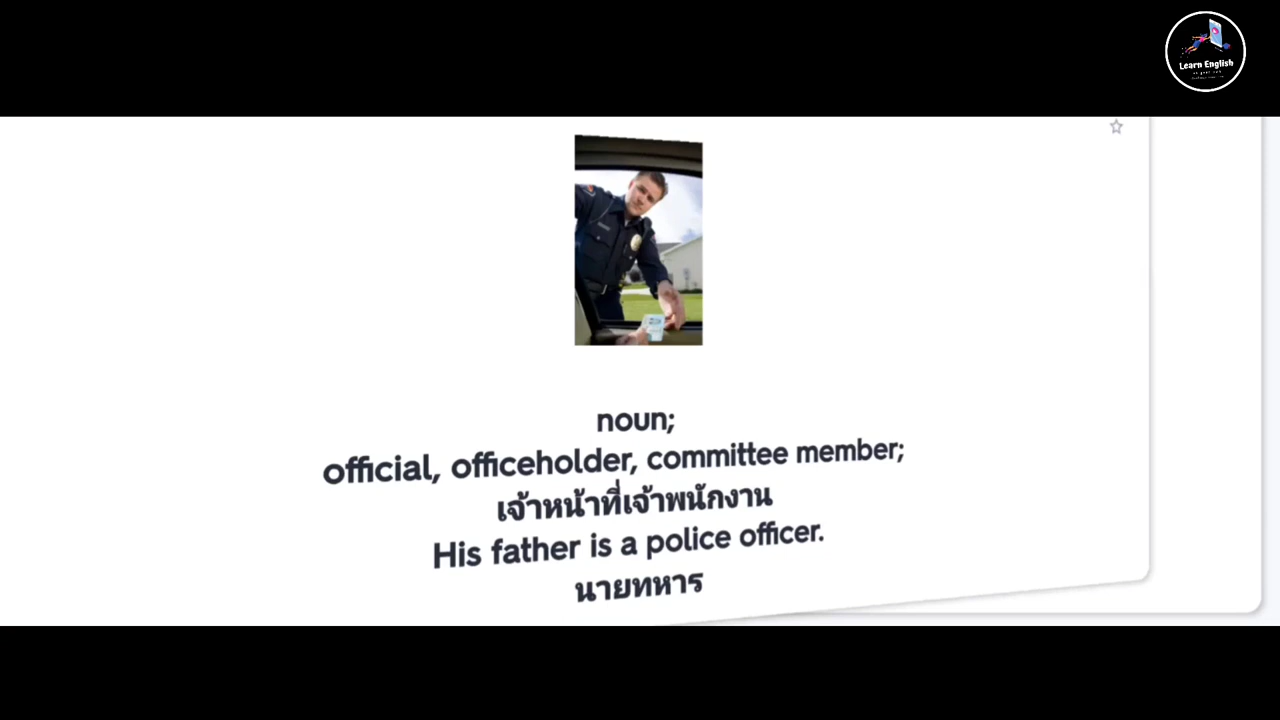 Learn English
noun;
official, officeholder, committee member;
เจ้าหน้าที่เจ้าพนักงาน
His father is a police officer.
นายทหาร